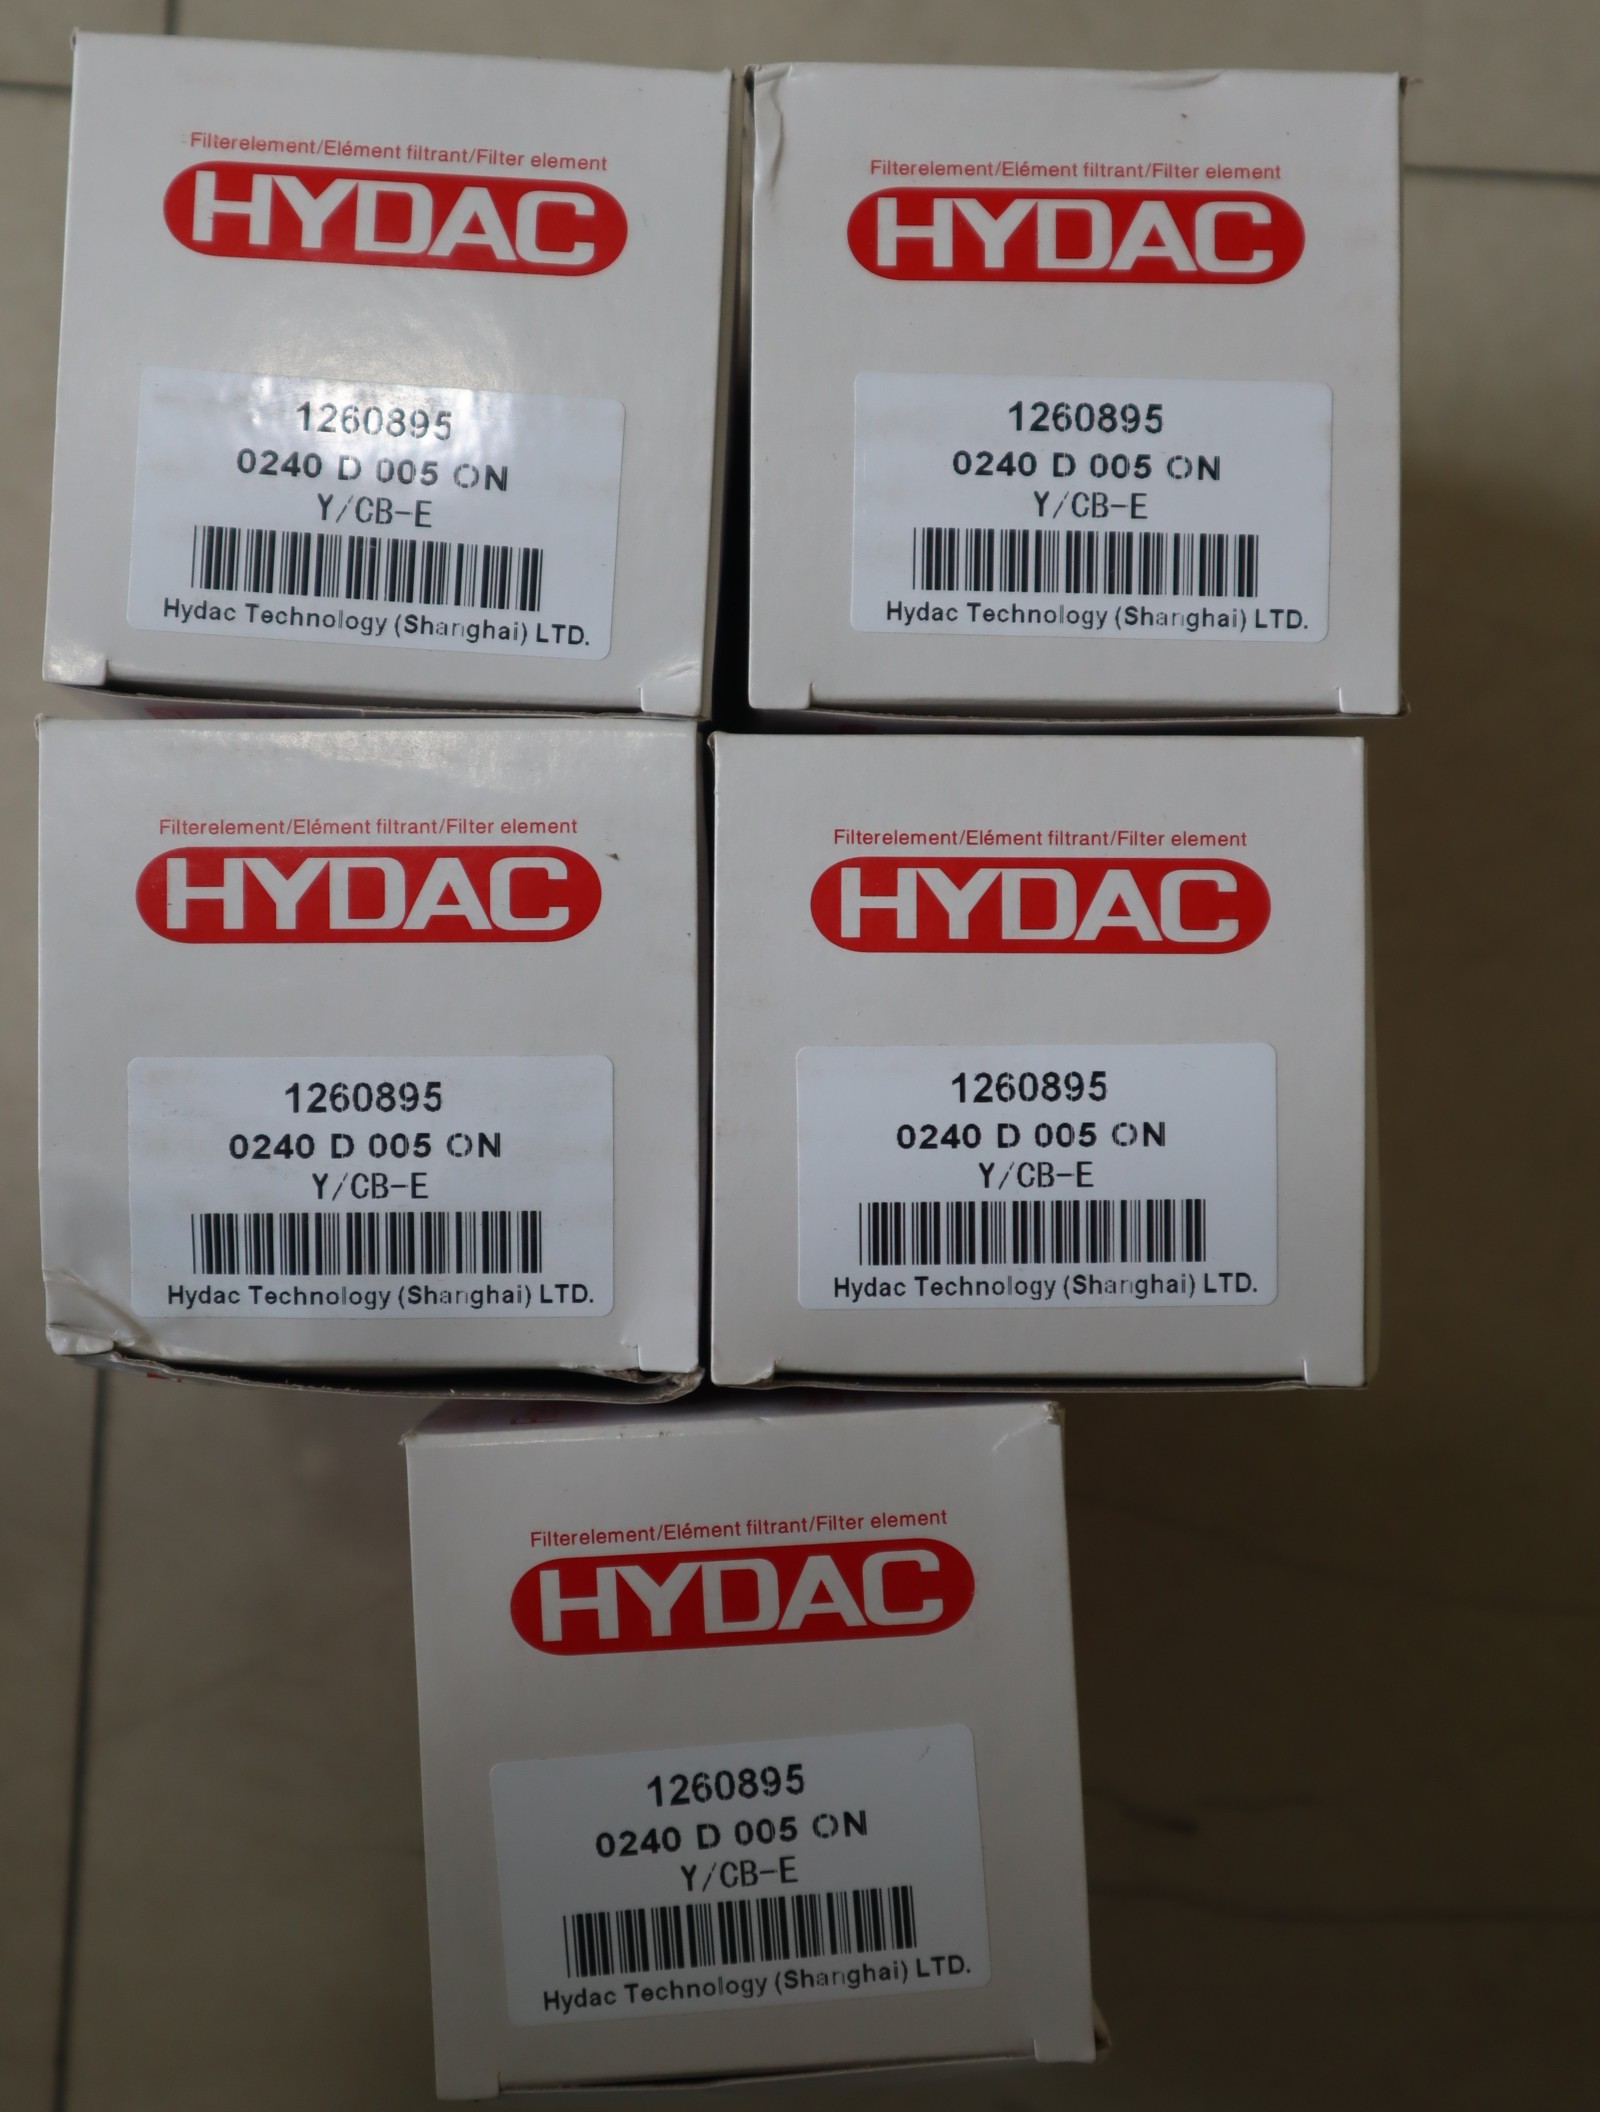 Filterelement/Elément filtrant/Filter element
HYDAC
1260895
0240 D 005 ON
Y/CB-E
Hydac Technology (Shanghai) LTD.
Filterelement/Elément filtrant/Filter element
HYDAC
1260895
0240 D 005 ON
Y/CB-E
Hydac Technology (Shanghai) LTD.
Filterelement/Elément filtrant/Filter element
HYDAC
1260895
0240 D 005 ON
Y/CB-E
Hydac Technology (Shanghai) LTD.
Filterelement/Elément filtrant/Filter element
HYDAC
1260895
0240 D 005 ON
Y/CB-E
Hydac Technology (Shanghai) LTD.
Filterelement/Elément filtrant/Filter element
HYDAC
1260895
0240 D 005 ON
Y/CB-E
Hydac Technology (Shanghai) LTD.